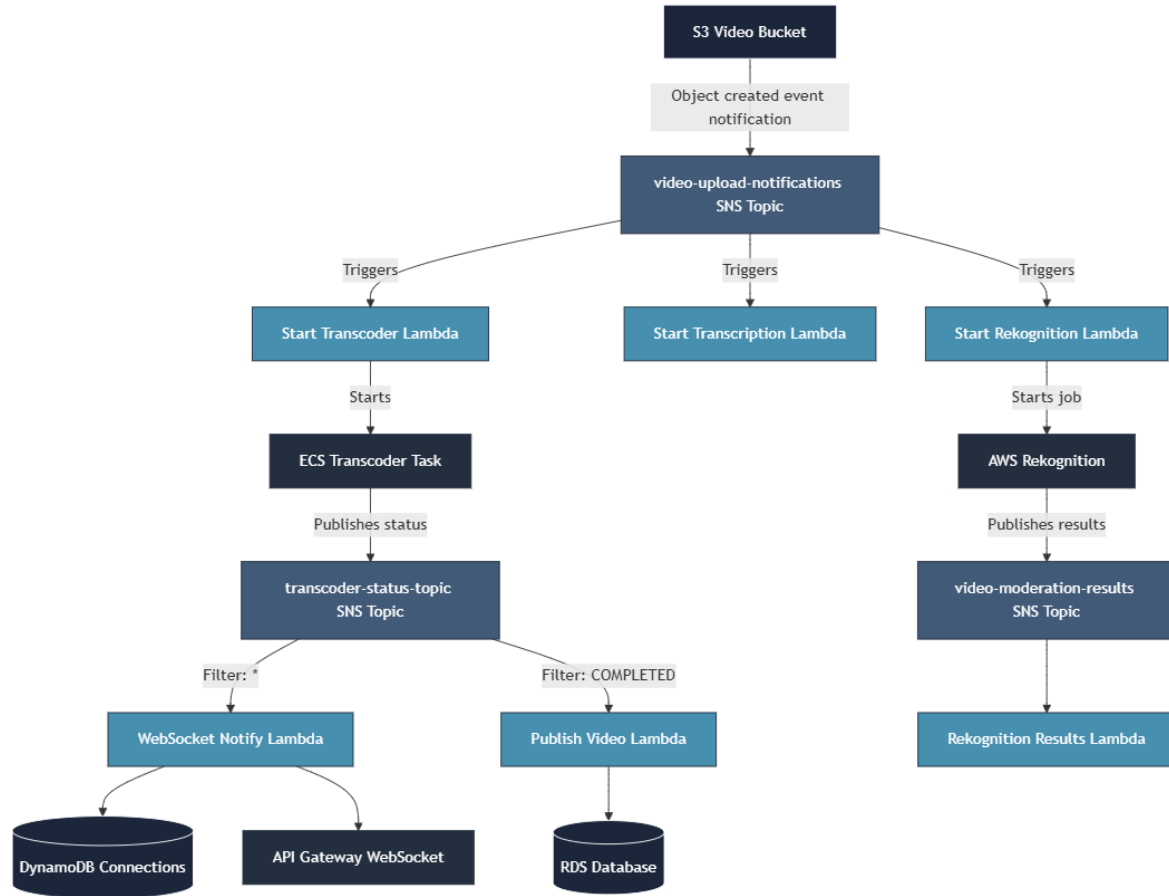 S3 Video Bucket
Object created event
notification
video-upload-notifications
SNS Topic
Triggers
Triggers
Triggers
Start Transcoder Lambda
Start Transcription Lambda
Start Rekognition Lambda
Starts
Starts job
ECS Transcoder Task
AWS Rekognition
Publishes status
Publishes results
transcoder-status-topic
SNS Topic
video-moderation-results
SNS Topic
Filter: *
Filter: COMPLETED
WebSocket Notify Lambda
Publish Video Lambda
Rekognition Results Lambda
DynamoDB Connections
API Gateway WebSocket
RDS Database